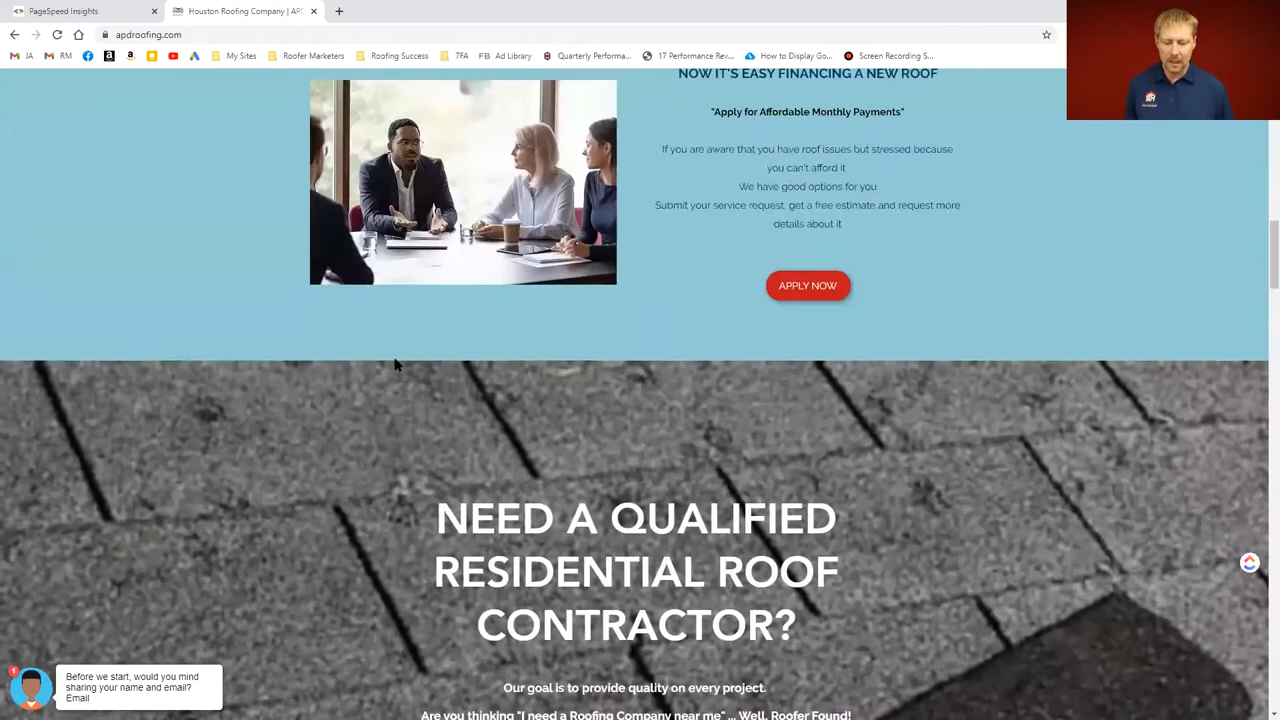 PageSpeed Insights
Houston Roofing Company | APD
apdroofing.com
JA
RM
My Sites
Roofer Marketers
Roofing Success
7FA
FB Ad Library
Quarterly Performa...
17 Performance Rev...
How to Display Go...
Screen Recording S...
NOW IT'S EASY FINANCING A NEW ROOF
"Apply for Affordable Monthly Payments"
If you are aware that you have roof issues but stressed because
you can't afford it
We have good options for you
Submit your service request, get a free estimate and request more
details about it
APPLY NOW
NEED A QUALIFIED
RESIDENTIAL ROOF
CONTRACTOR?
Our goal is to provide quality on every project.
Are you thinking "I need a Roofing Company near me" ... Well, Roofer Found!
1
Before we start, would you mind
sharing your name and email?
Email